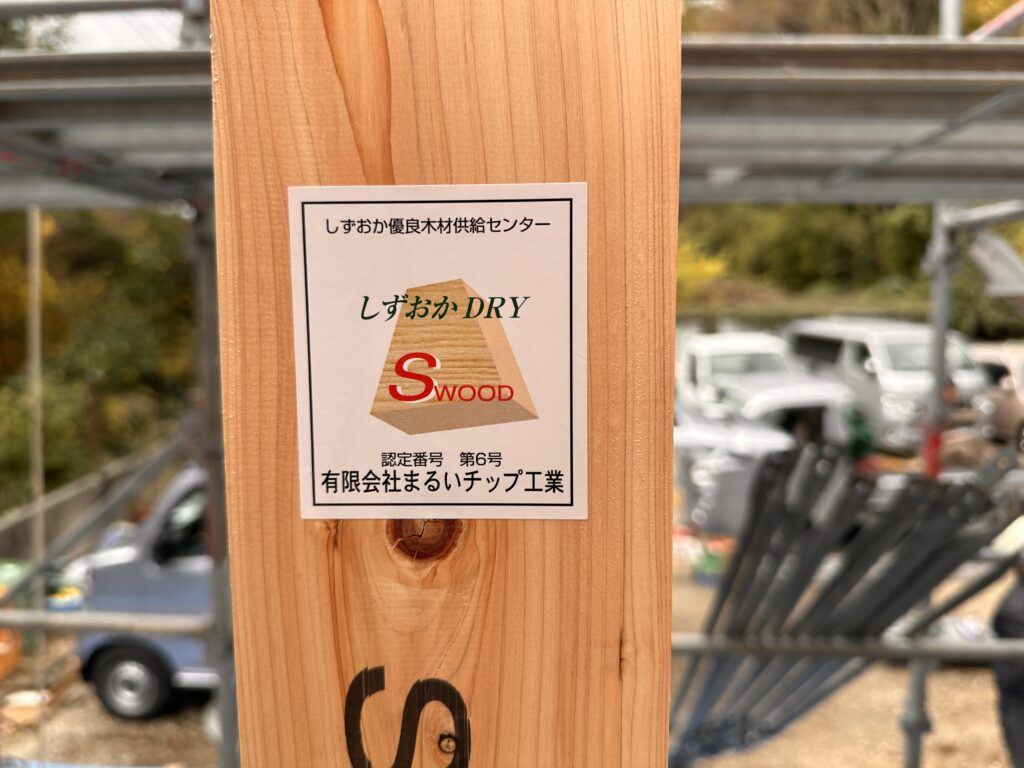 しずおか優良木材供給センター
しずおかDRY
SWOOD
認定番号　第6号
有限会社まるいチップ工業
S